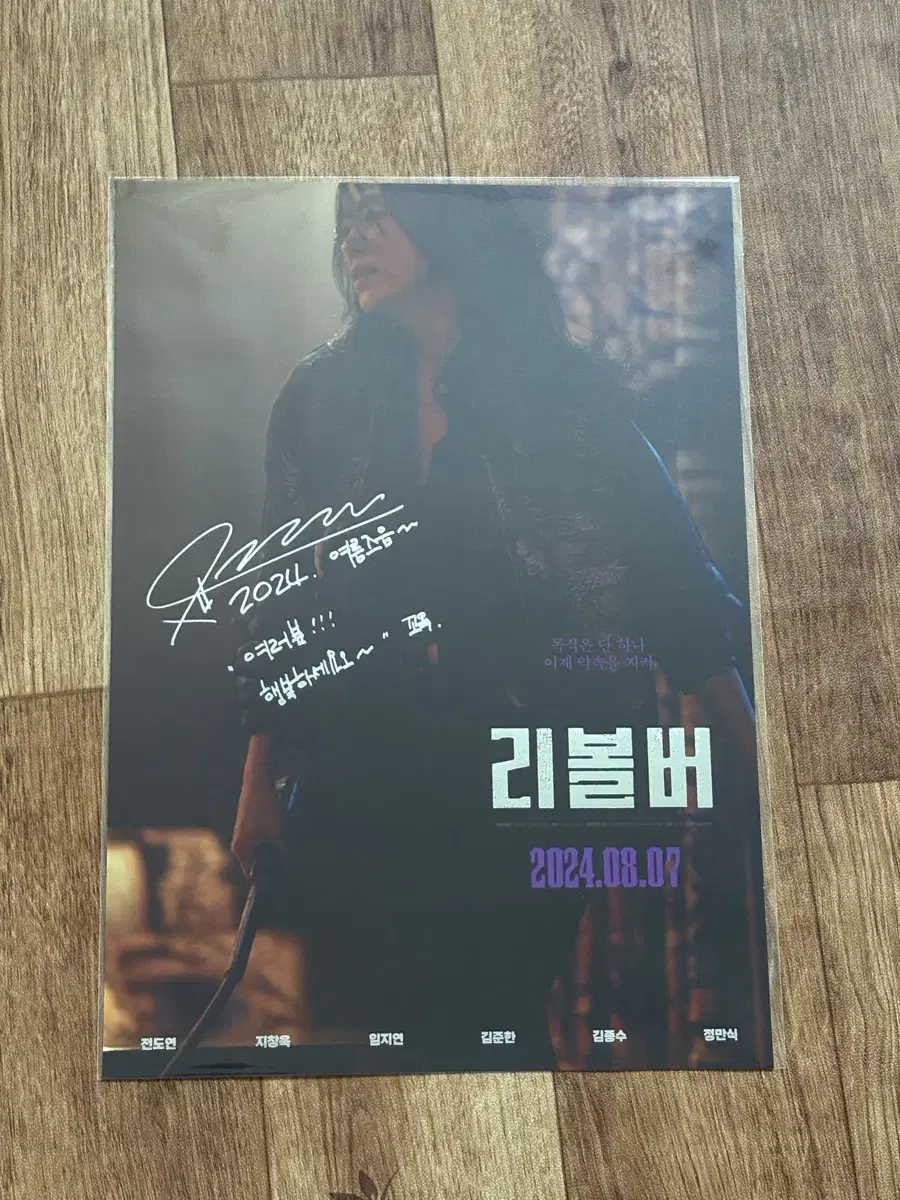 2024. 여름즈음~
"여러분!!!
행복하세요오~"
목적은 단 하나
이제 약속을 지켜
리볼버
2024.08.07
전도연 지창욱 임지연 김준한 김종수 정만식